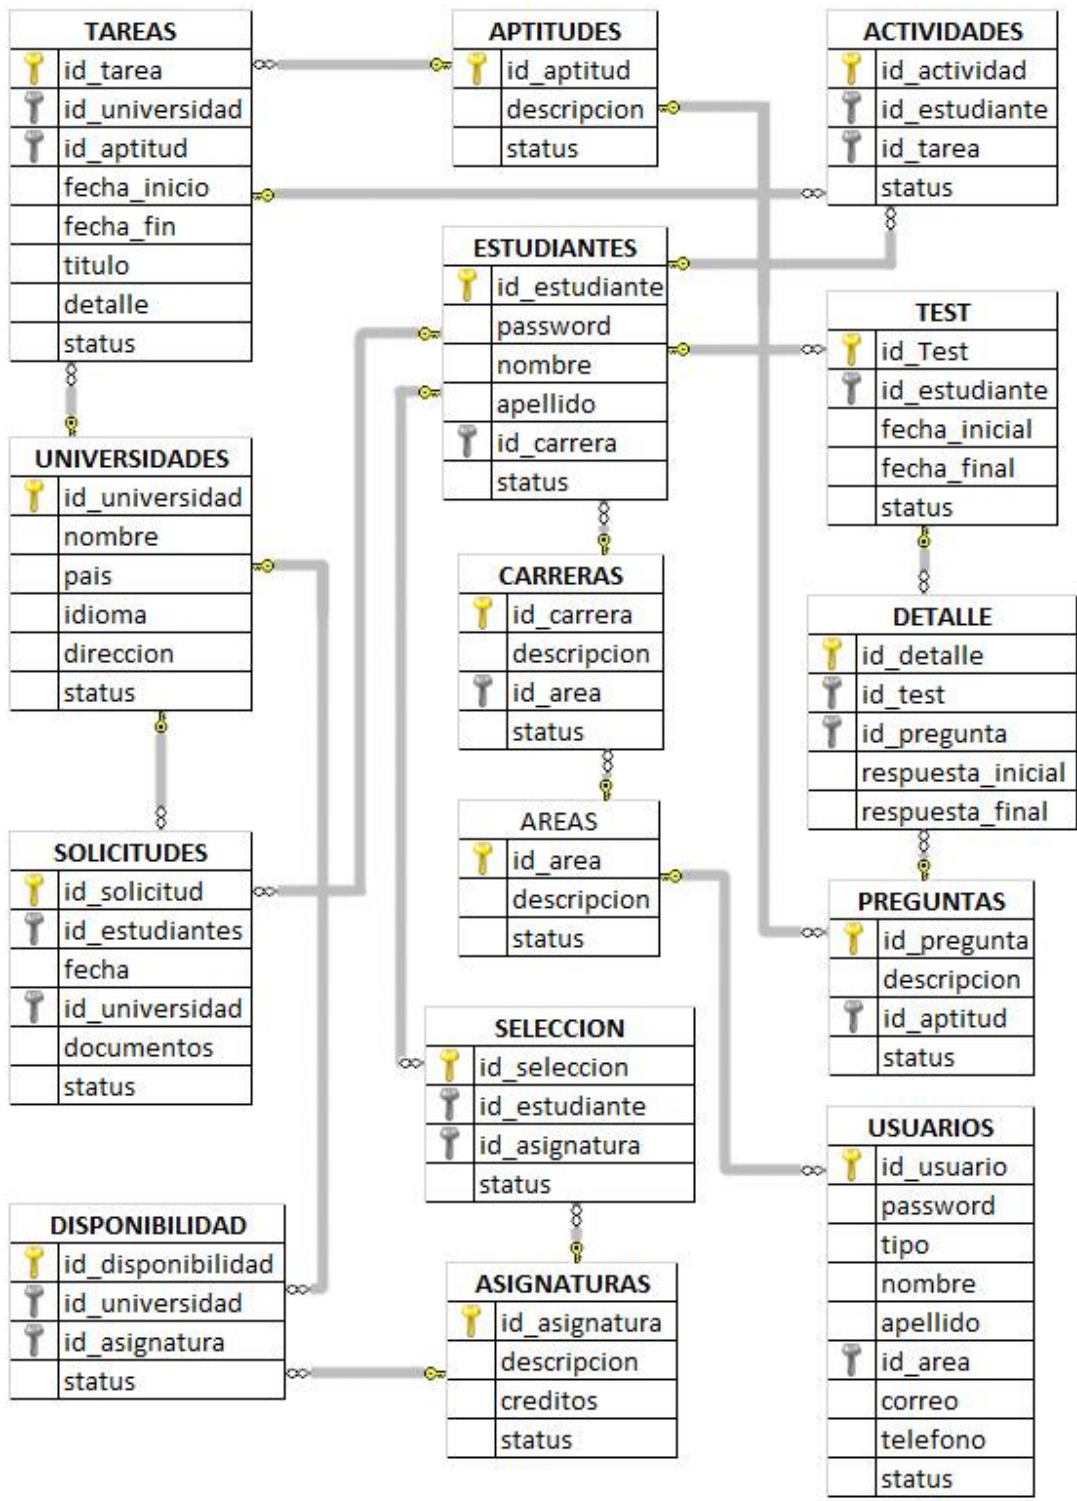 TAREAS
id_tarea
id_universidad
id_aptitud
fecha_inicio
fecha_fin
titulo
detalle
status
APTITUDES
id_aptitud
descripcion
status
ACTIVIDADES
id_actividad
id_estudiante
id_tarea
status
ESTUDIANTES
id_estudiante
password
nombre
apellido
id_carrera
status
TEST
id_Test
id_estudiante
fecha_inicial
fecha_final
status
UNIVERSIDADES
id_universidad
nombre
pais
idioma
direccion
status
CARRERAS
id_carrera
descripcion
id_area
status
DETALLE
id_detalle
id_test
id_pregunta
respuesta_inicial
respuesta_final
AREAS
id_area
descripcion
status
SOLICITUDES
id_solicitud
id_estudiantes
fecha
id_universidad
documentos
status
PREGUNTAS
id_pregunta
descripcion
id_aptitud
status
SELECCION
id_seleccion
id_estudiante
id_asignatura
status
USUARIOS
id_usuario
password
tipo
nombre
apellido
id_area
correo
telefono
status
DISPONIBILIDAD
id_disponibilidad
id_universidad
id_asignatura
status
ASIGNATURAS
id_asignatura
descripcion
creditos
status